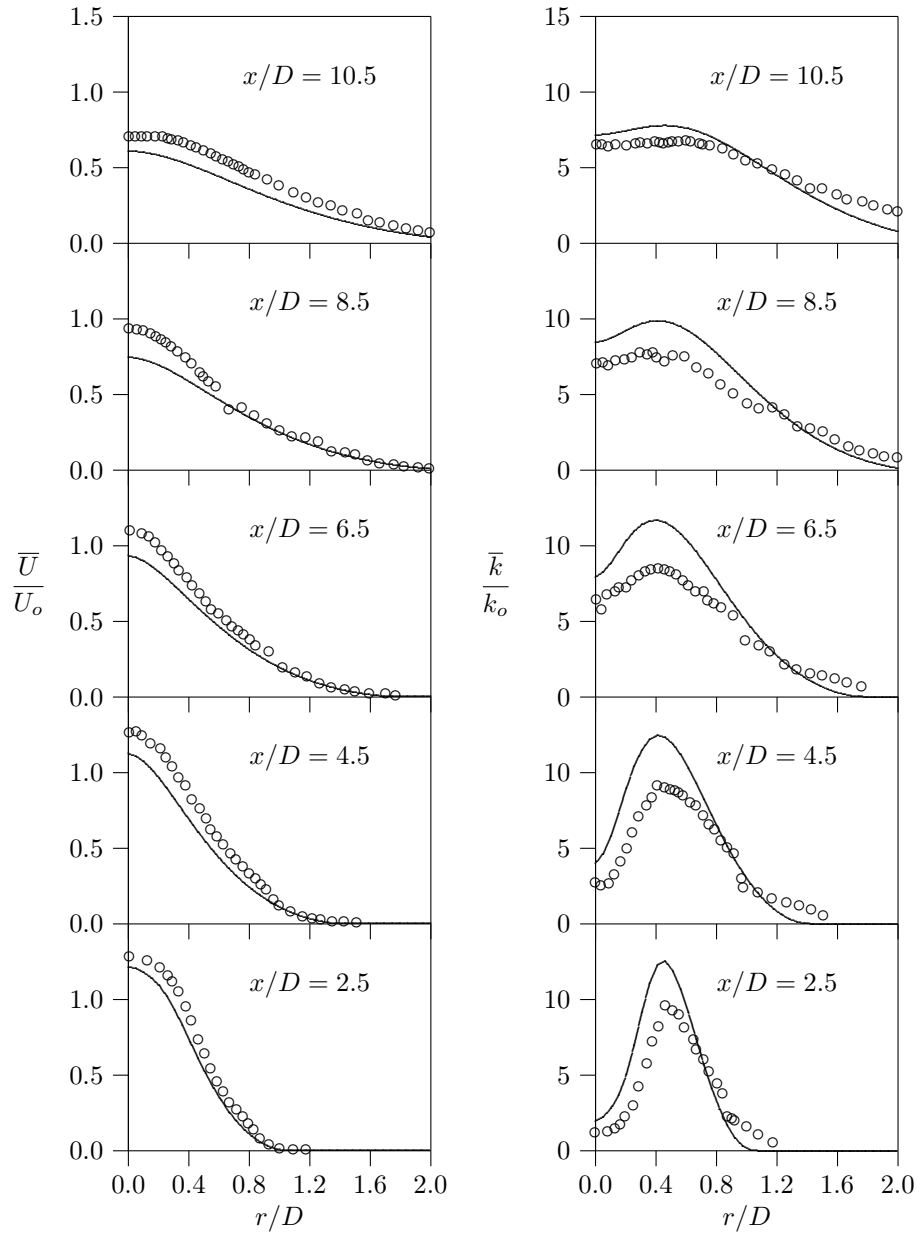 1.5 15
x/D = 10.5 x/D = 10.5
1.0 10
0.5 5
0.0 0
x/D = 8.5 x/D = 8.5
1.0 10
0.5 5
0.0 0
x/D = 6.5 x/D = 6.5
1.0 10
U̅/Uₒ k̅/kₒ
0.5 5
0.0 0
x/D = 4.5 x/D = 4.5
1.0 10
0.5 5
0.0 0
x/D = 2.5 x/D = 2.5
1.0 10
0.5 5
0.0 0
0.0 0.4 0.8 1.2 1.6 2.0 0.0 0.4 0.8 1.2 1.6 2.0
r/D r/D